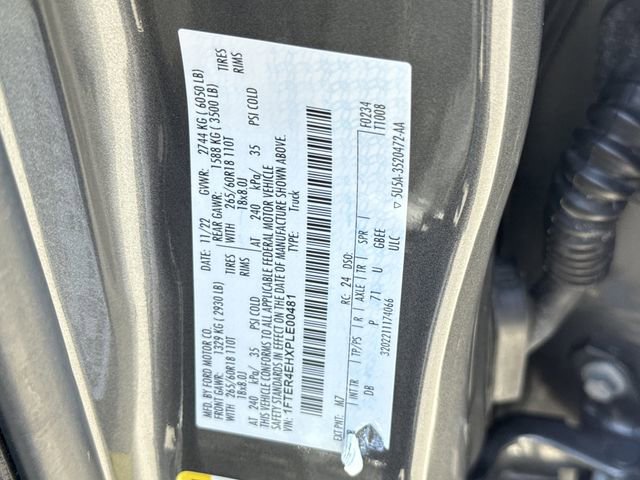 MFD. BY FORD MOTOR CO.
DATE: 11/22 GVWR: 2744 KG ( 6050 LB)
FRONT GAWR: 1329 KG ( 2930 LB) REAR GAWR: 1588 KG ( 3500 LB)
WITH 265/60R18 110T TIRES WITH 265/60R18 110T TIRES
18x8.0J RIMS 18x8.0J RIMS
AT 240 kPa/ 35 PSI COLD AT 240 kPa/ 35 PSI COLD
THIS VEHICLE CONFORMS TO ALL APPLICABLE FEDERAL MOTOR VEHICLE
SAFETY STANDARDS IN EFFECT ON THE DATE OF MANUFACTURE SHOWN ABOVE.
VIN: 1FTER4EHXPLE00481 TYPE: Truck
EXT PNT: M7 RC: 24 DSO: F0234
INT TR TP/PS R AXLE TR SPR T1008
DB P 7L U GBEE
3202211174066 ULC 5U5A-3520472-AA